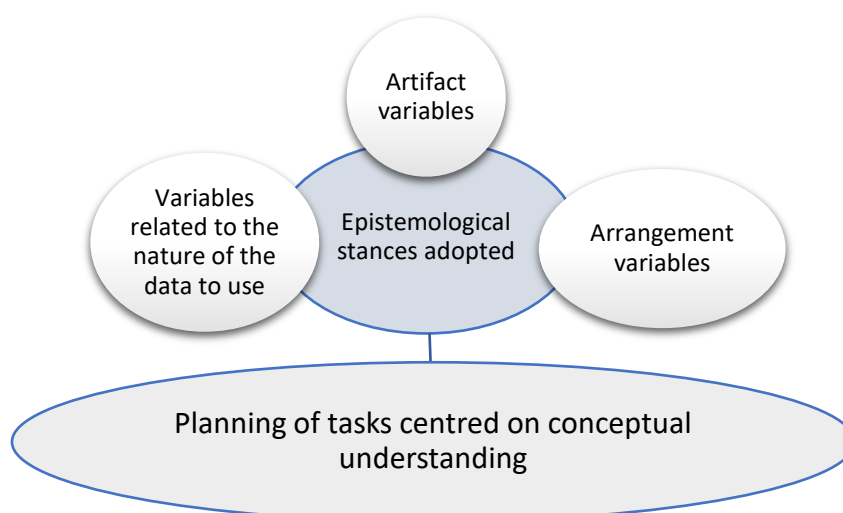 Artifact
variables
Variables
related to the
nature of the
data to use
Epistemological
stances adopted
Arrangement
variables
Planning of tasks centred on conceptual
understanding